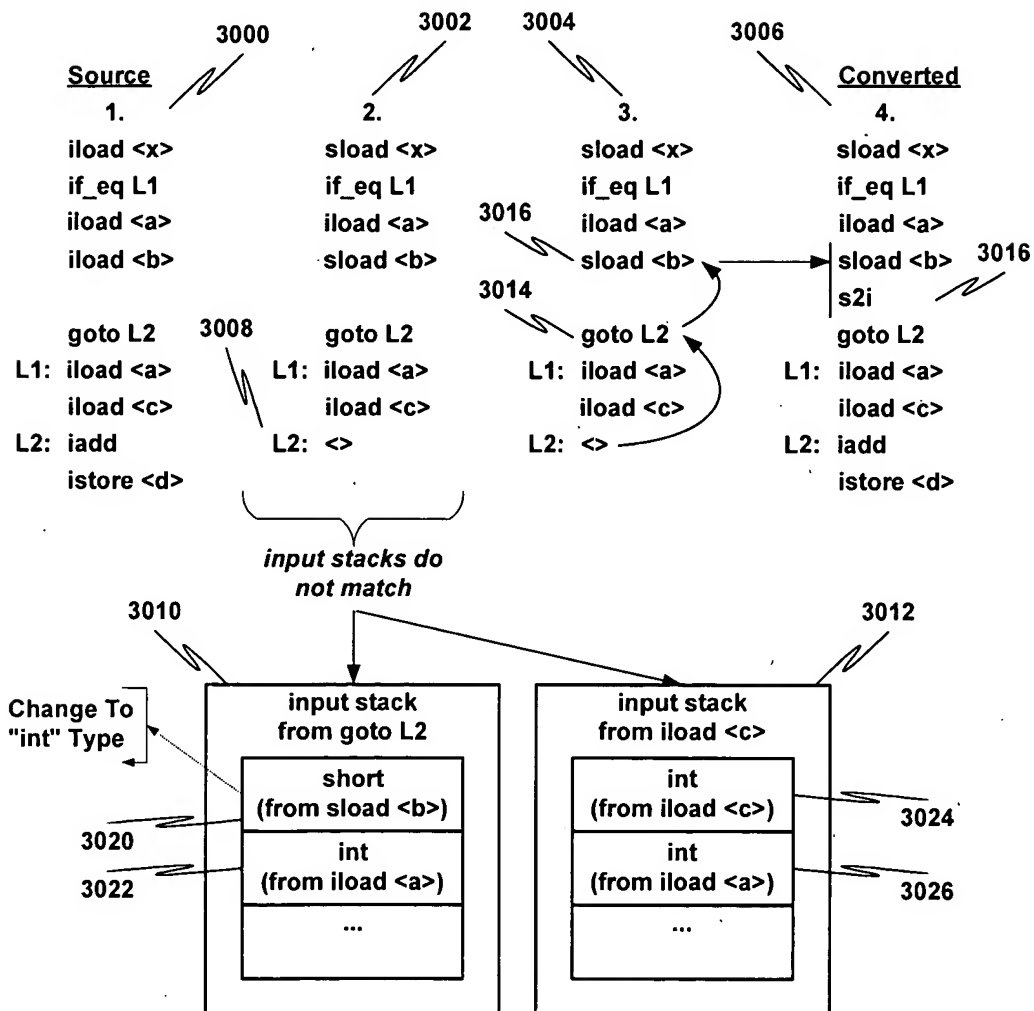 3000
3002
3004
3006
Source
1.
iload <x>
if_eq L1
iload <a>
iload <b>
goto L2
L1: iload <a>
iload <c>
L2: iadd
istore <d>
2.
sload <x>
if_eq L1
iload <a>
sload <b>
3008
goto L2
L1: iload <a>
iload <c>
L2: <>
3.
sload <x>
if_eq L1
iload <a>
3016
sload <b>
3014
goto L2
L1: iload <a>
iload <c>
L2: <>
Converted
4.
sload <x>
if_eq L1
iload <a>
sload <b>
3016
s2i
goto L2
L1: iload <a>
iload <c>
L2: iadd
istore <d>
input stacks do
not match
3010
3012
Change To
"int" Type
input stack
from goto L2
short
(from sload <b>)
3020
int
(from iload <a>)
3022
...
input stack
from iload <c>
int
(from iload <c>)
3024
int
(from iload <a>)
3026
...